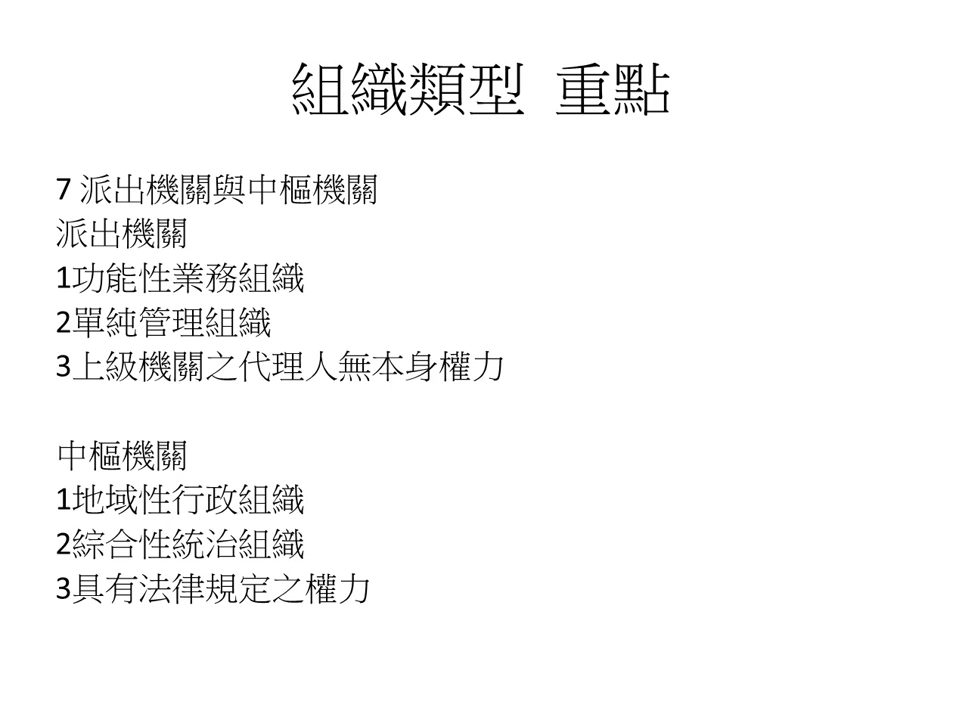 組織類型 重點
7 派出機關與中樞機關
派出機關
1功能性業務組織
2單純管理組織
3上級機關之代理人無本身權力
中樞機關
1地域性行政組織
2綜合性統治組織
3具有法律規定之權力